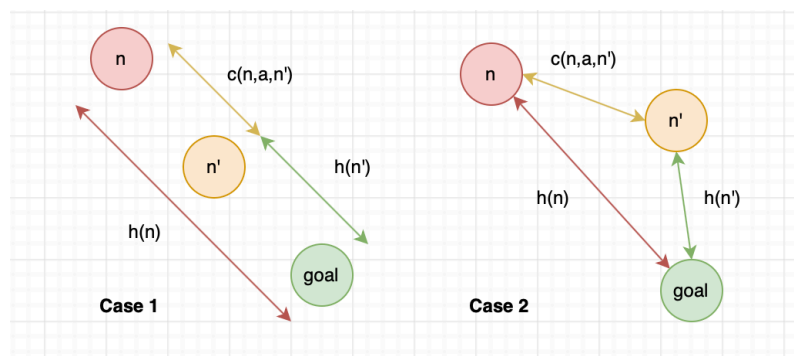 n
c(n,a,n')
n'
h(n')
h(n)
goal
Case 1
n
c(n,a,n')
n'
h(n)
h(n')
goal
Case 2